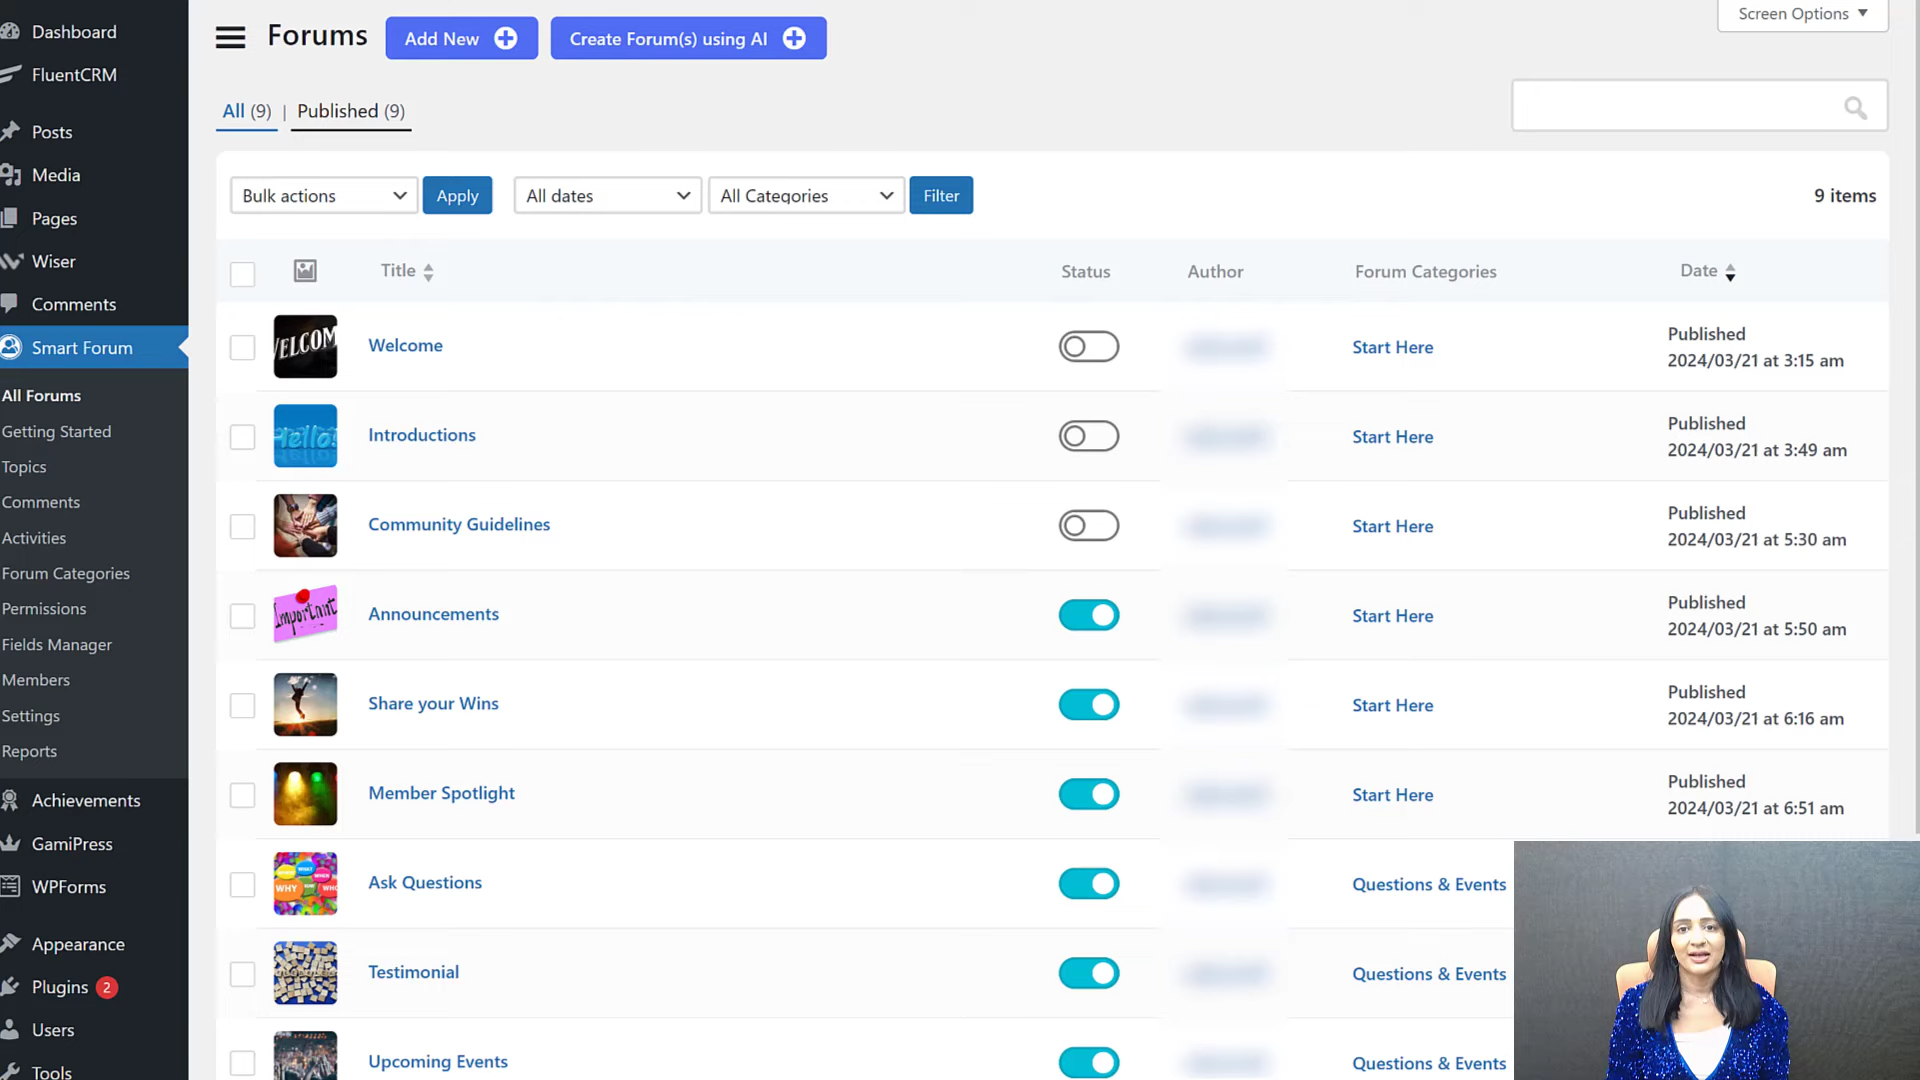 Dashboard
FluentCRM
Posts
Media
Pages
Wiser
Comments
Smart Forum
All Forums
Getting Started
Topics
Comments
Activities
Forum Categories
Permissions
Fields Manager
Members
Settings
Reports
Achievements
GamiPress
WPForms
Appearance
Plugins 2
Users
Tools
Forums Add New Create Forum(s) using AI
Screen Options
All (9) | Published (9)
Bulk actions Apply All dates All Categories Filter 9 items
Title Status Author Forum Categories Date
WELCOM
Welcome Start Here Published
2024/03/21 at 3:15 am
Hello!
Introductions Start Here Published
2024/03/21 at 3:49 am
Community Guidelines Start Here Published
2024/03/21 at 5:30 am
Important
Announcements Start Here Published
2024/03/21 at 5:50 am
Share your Wins Start Here Published
2024/03/21 at 6:16 am
Member Spotlight Start Here Published
2024/03/21 at 6:51 am
WHY
Ask Questions Questions & Events
Testimonial Questions & Events
Upcoming Events Questions & Events